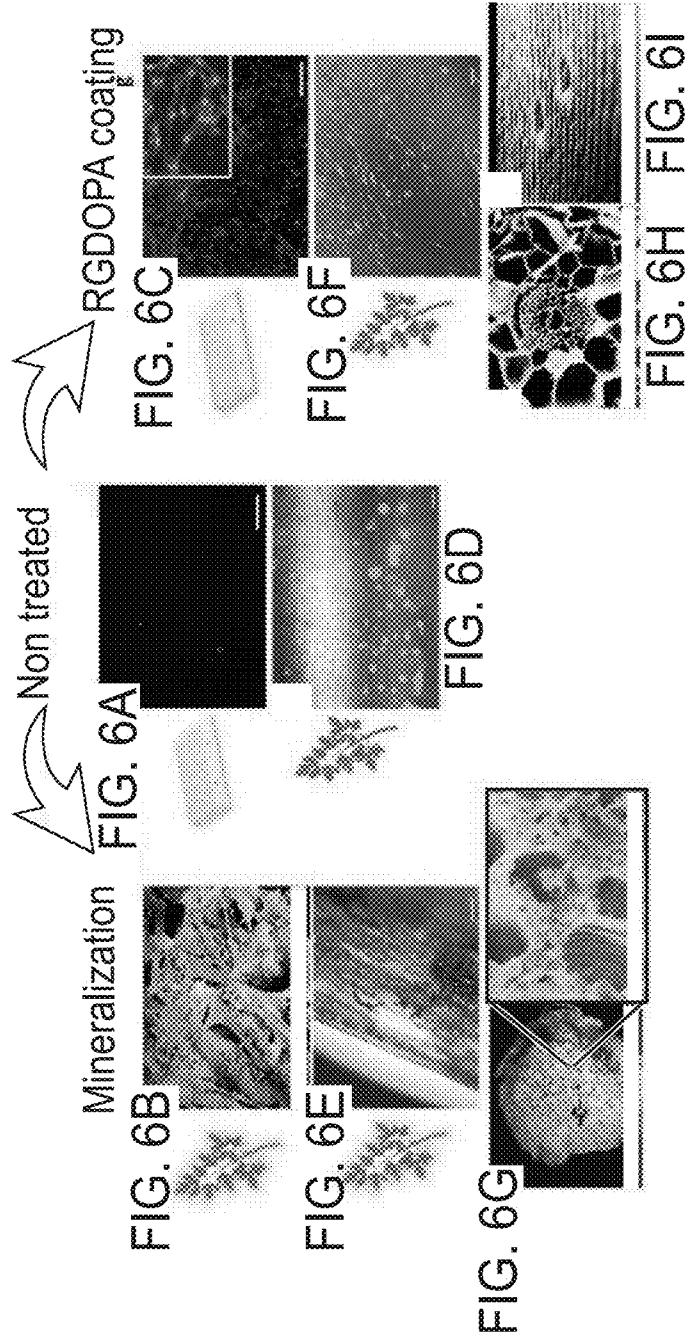 Non treated
Mineralization
RGDOPA coating
FIG. 6A
FIG. 6B
FIG. 6C
FIG. 6D
FIG. 6E
FIG. 6F
FIG. 6G
FIG. 6H
FIG. 6I